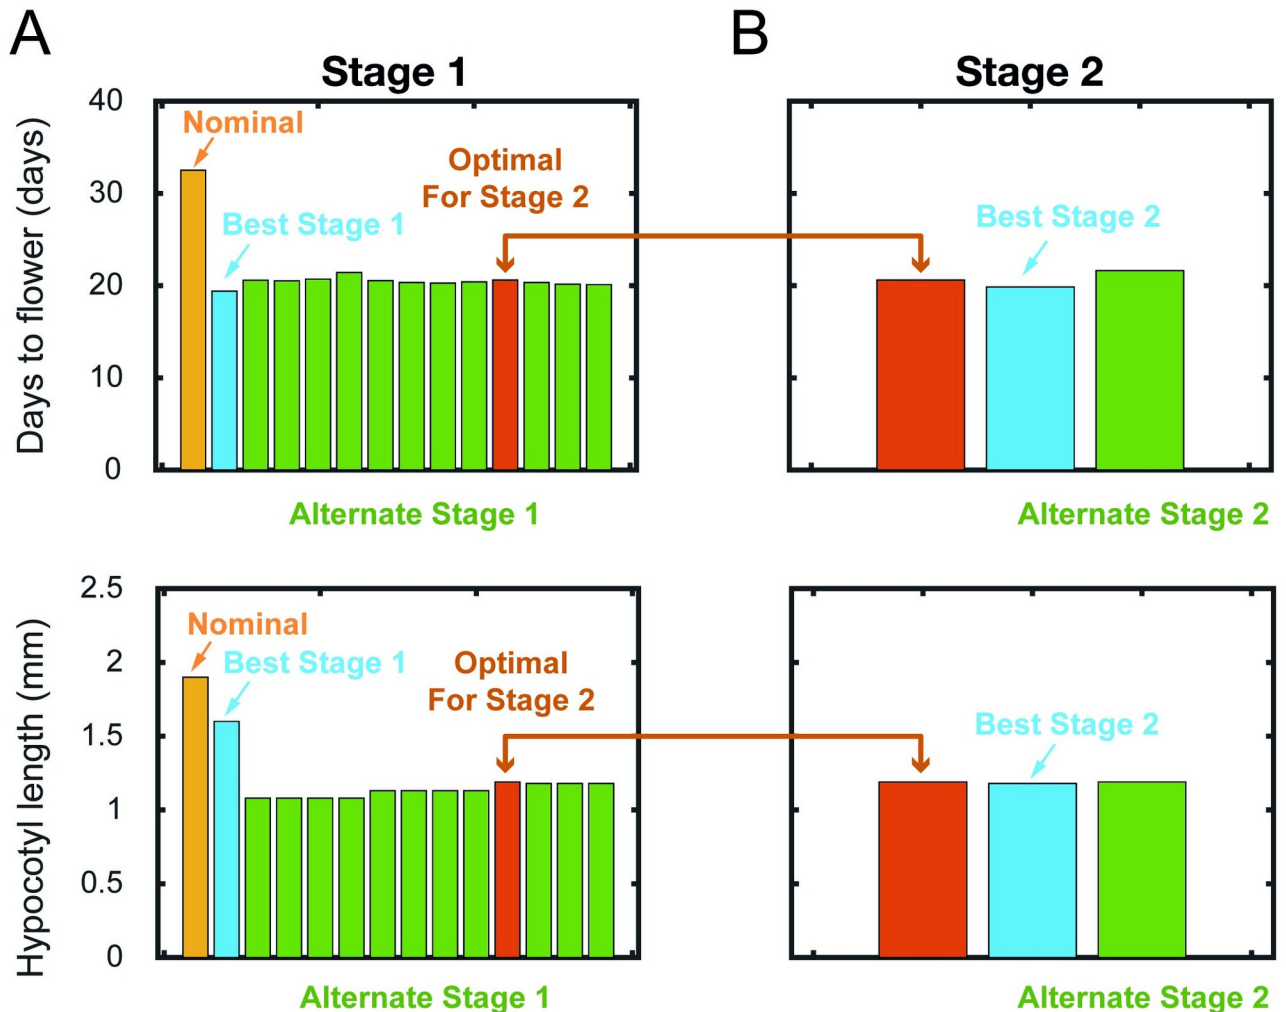 A
B
Stage 1
Stage 2
Days to flower (days)
40
30
20
10
0
Nominal
Best Stage 1
Optimal
For Stage 2
Best Stage 2
Alternate Stage 1
Alternate Stage 2
Hypocotyl length (mm)
2.5
2
1.5
1
0.5
0
Nominal
Best Stage 1
Optimal
For Stage 2
Best Stage 2
Alternate Stage 1
Alternate Stage 2